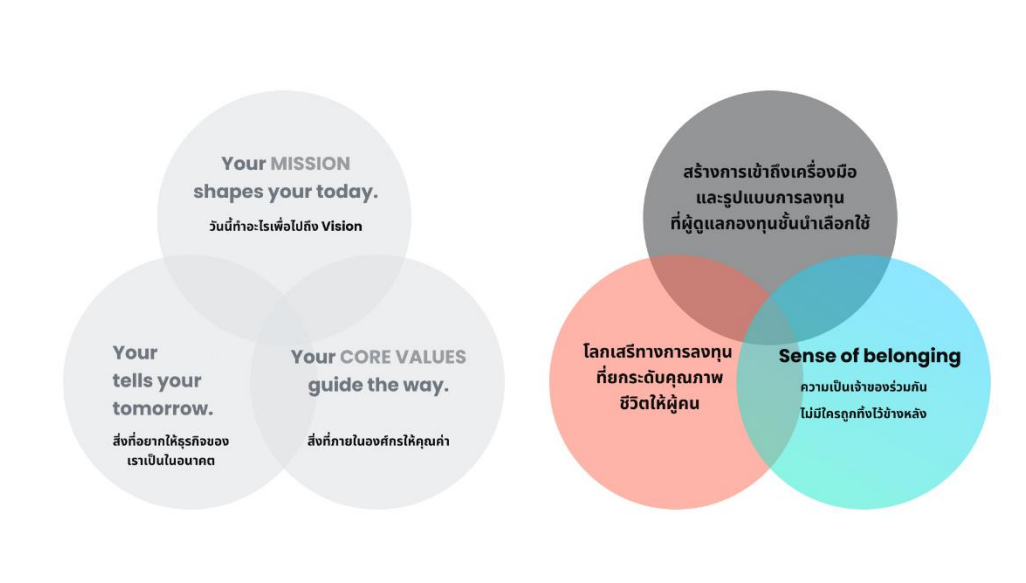 Your MISSION
shapes your today.
วันนี้ทำอะไรเพื่อไปถึง Vision
Your
tells your
tomorrow.
สิ่งที่อยากให้ธุรกิจของ
เราเป็นในอนาคต
Your CORE VALUES
guide the way.
สิ่งที่ภายในองค์กรให้คุณค่า
สร้างการเข้าถึงเครื่องมือ
และรูปแบบการลงทุน
ที่ผู้ดูแลกองทุนชั้นนำเลือกใช้
โลกเสรีทางการลงทุน
ที่ยกระดับคุณภาพ
ชีวิตให้ผู้คน
Sense of belonging
ความเป็นเจ้าของร่วมกัน
ไม่มีใครถูกทิ้งไว้ข้างหลัง